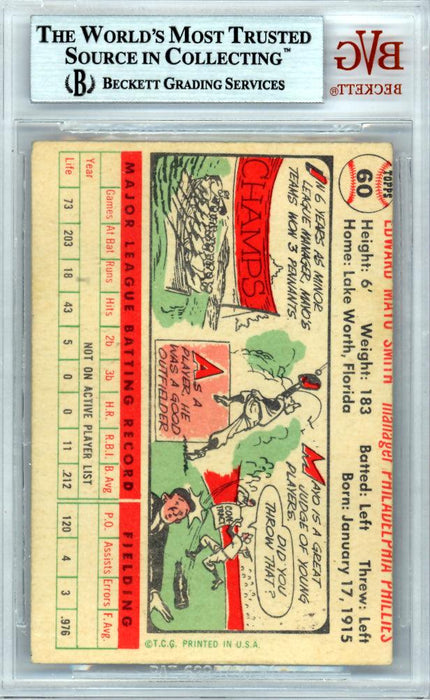 THE WORLD'S MOST TRUSTED
SOURCE IN COLLECTING™
B BECKETT GRADING SERVICES
BVG
BECKETT®
TOPPS
60
EDWARD MAYO SMITH manager PHILADELPHIA PHILLIES
Height: 6' Weight: 183 Batted: Left Threw: Left
Home: Lake Worth, Florida Born: January 17, 1915
IN 6 YEARS AS MINOR
LEAGUE MANAGER, MAYO'S
TEAMS WON 3 PENNANTS.
CHAMPS
AS A
PLAYER, HE
WAS A GOOD
OUTFIELDER
MAYO IS A GREAT
JUDGE OF YOUNG
PLAYERS.
DID YOU
THROW THAT?
CONTRACT
MAJOR LEAGUE BATTING RECORD FIELDING
Year Games At Bat Runs Hits 2b 3b H.R. R.B.I. B. Avg. P.O. Assists Errors F. Avg.
NOT ON ACTIVE PLAYER LIST
Life 73 203 18 43 5 0 0 11 .212 120 4 3 .976
©T.C.G. PRINTED IN U.S.A.